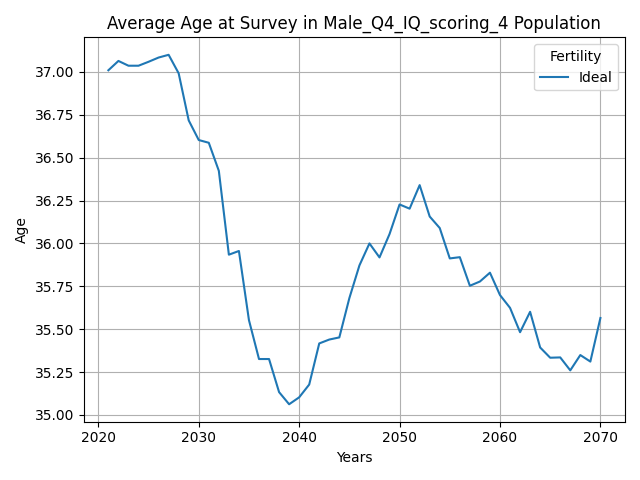 Average Age at Survey in Male_Q4_IQ_scoring_4 Population
Fertility
Ideal
Age
37.00
36.75
36.50
36.25
36.00
35.75
35.50
35.25
35.00
2020 2030 2040 2050 2060 2070
Years